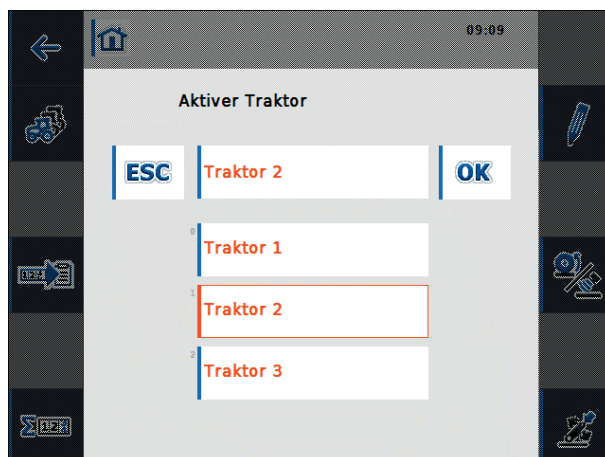 09:09
Aktiver Traktor
ESC
Traktor 2
OK
0
Traktor 1
1
Traktor 2
2
Traktor 3